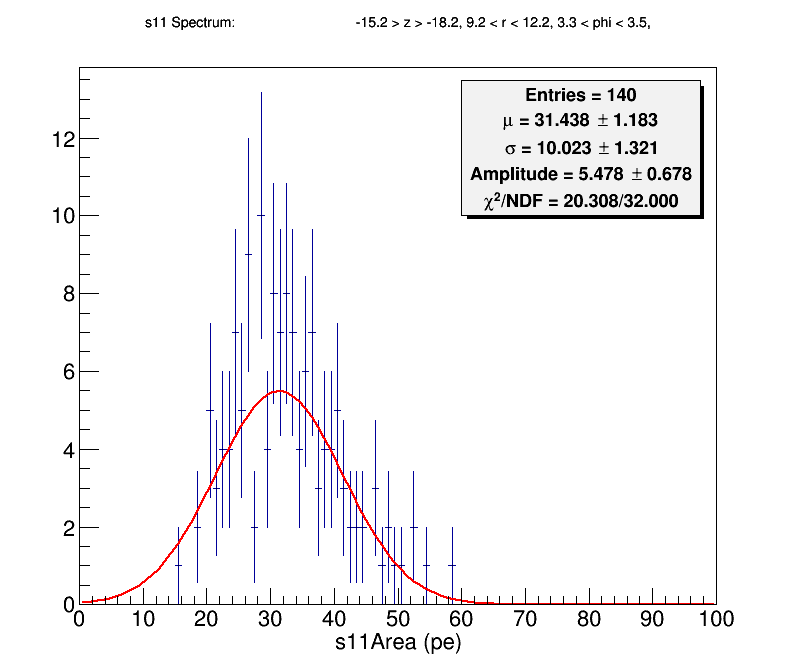 s11 Spectrum: -15.2 > z > -18.2, 9.2 < r < 12.2, 3.3 < phi < 3.5,
Entries = 140
μ = 31.438 ± 1.183
σ = 10.023 ± 1.321
Amplitude = 5.478 ± 0.678
χ²/NDF = 20.308/32.000
12
10
8
6
4
2
0
0 10 20 30 40 50 60 70 80 90 100
s11Area (pe)